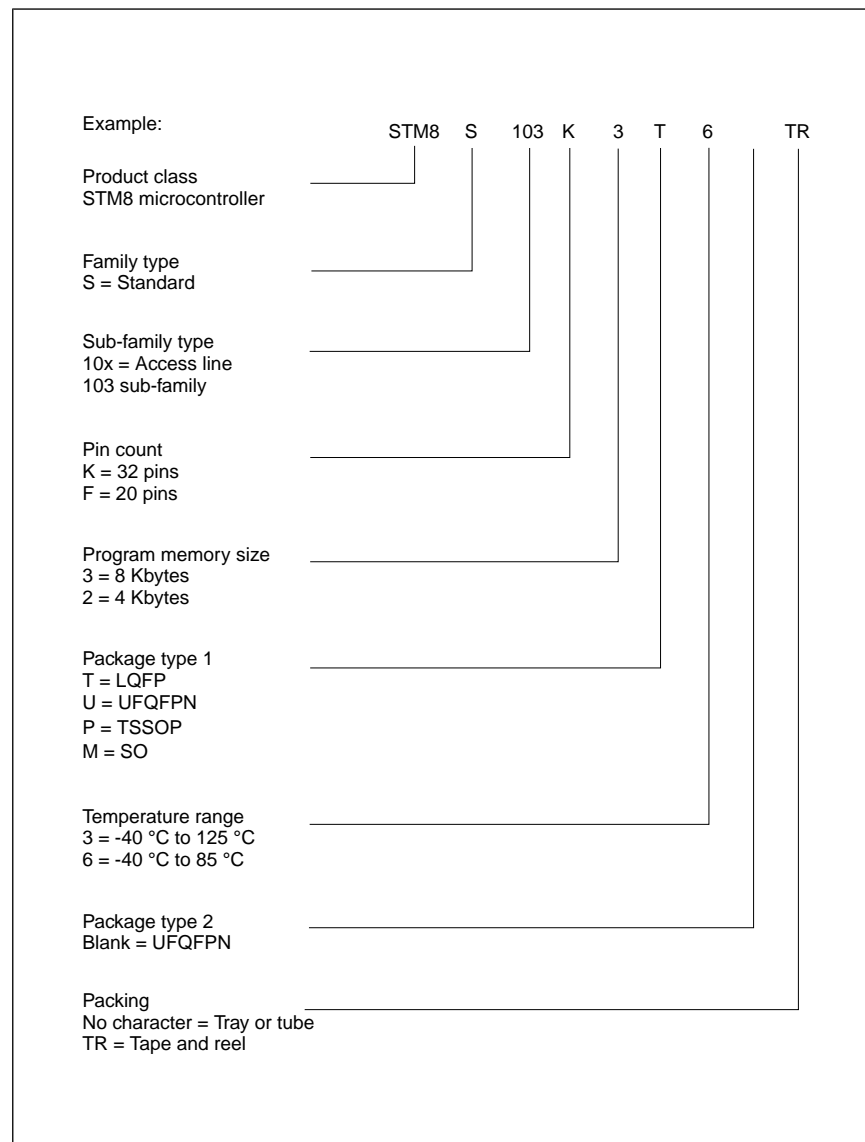 Example: STM8 S 103 K 3 T 6 TR
Product class
STM8 microcontroller
Family type
S = Standard
Sub-family type
10x = Access line
103 sub-family
Pin count
K = 32 pins
F = 20 pins
Program memory size
3 = 8 Kbytes
2 = 4 Kbytes
Package type 1
T = LQFP
U = UFQFPN
P = TSSOP
M = SO
Temperature range
3 = -40 °C to 125 °C
6 = -40 °C to 85 °C
Package type 2
Blank = UFQFPN
Packing
No character = Tray or tube
TR = Tape and reel